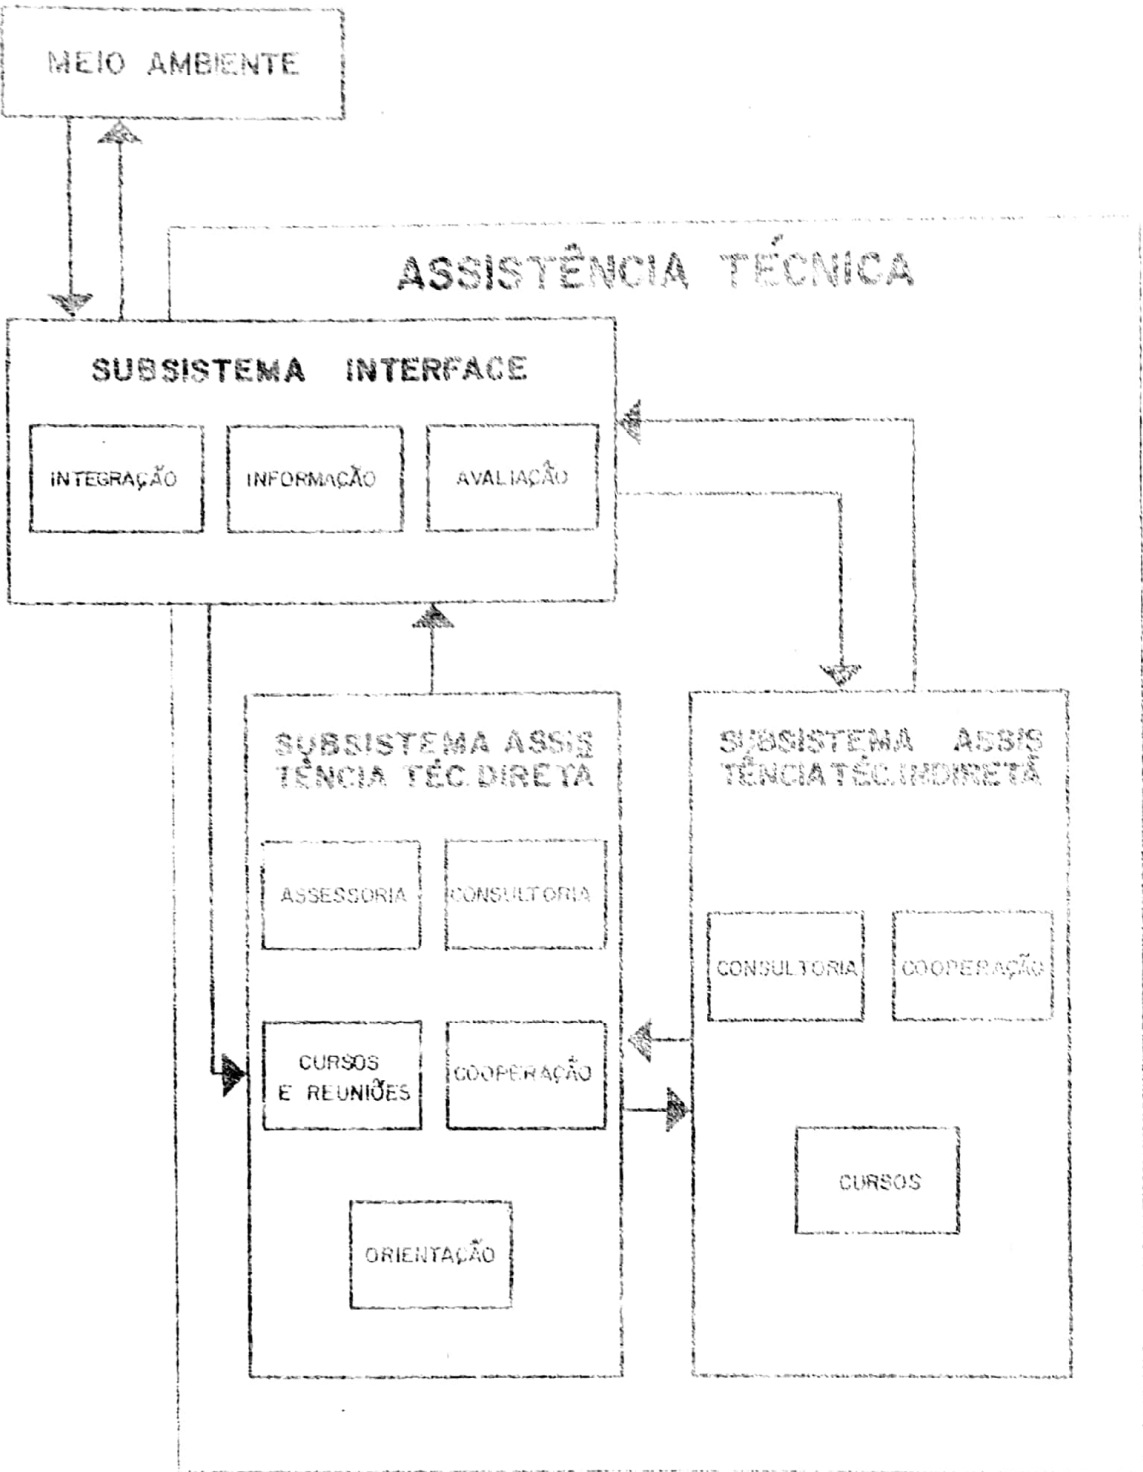 MEIO AMBIENTE
ASSISTÊNCIA TÉCNICA
SUBSISTEMA INTERFACE
INTEGRAÇÃO
INFORMAÇÃO
AVALIAÇÃO
SUBSISTEMA ASSIS
TÊNCIA TÉC. DIRETA
ASSESSORIA
CONSULTORIA
CURSOS
E REUNIÕES
COOPERAÇÃO
ORIENTAÇÃO
SUBSISTEMA ASSIS
TÊNCIA TÉC. INDIRETA
CONSULTORIA
COOPERAÇÃO
CURSOS